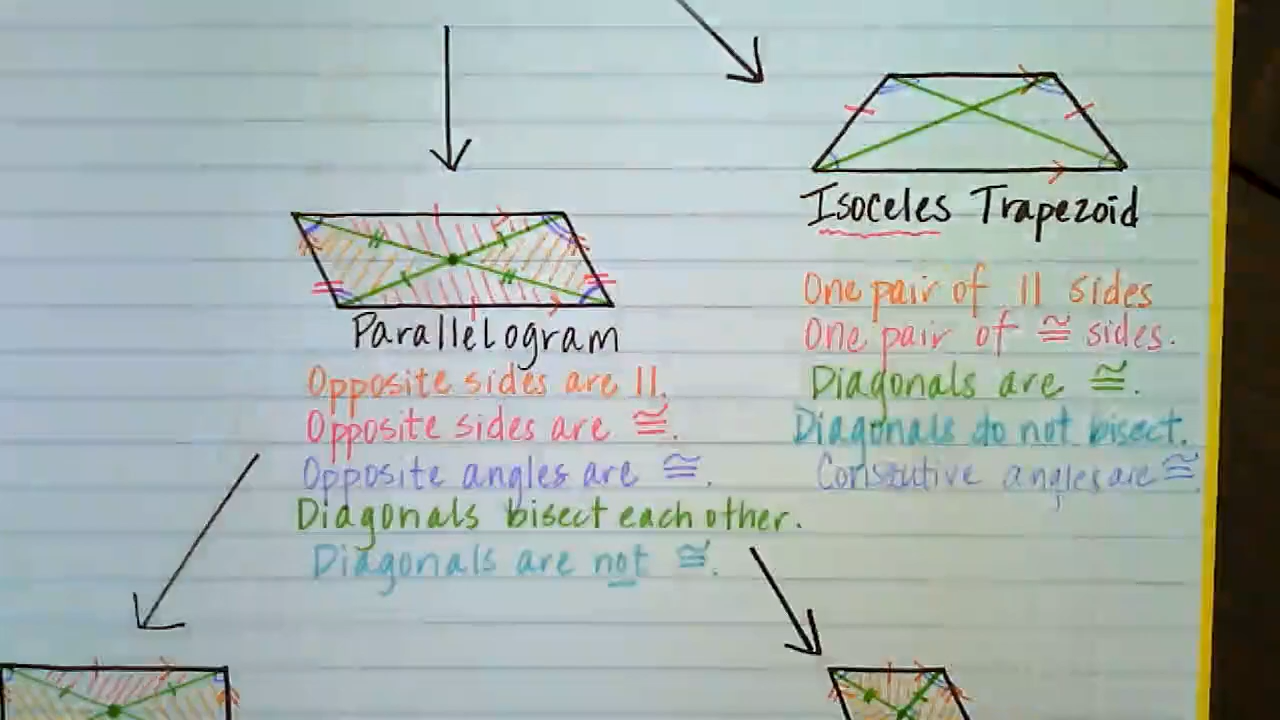 Parallelogram
Opposite sides are ||.
Opposite sides are ≅.
Opposite angles are ≅.
Diagonals bisect each other.
Diagonals are not ≅.
Isoceles Trapezoid
One pair of || sides
One pair of ≅ sides.
Diagonals are ≅.
Diagonals do not bisect.
angles are ≅.